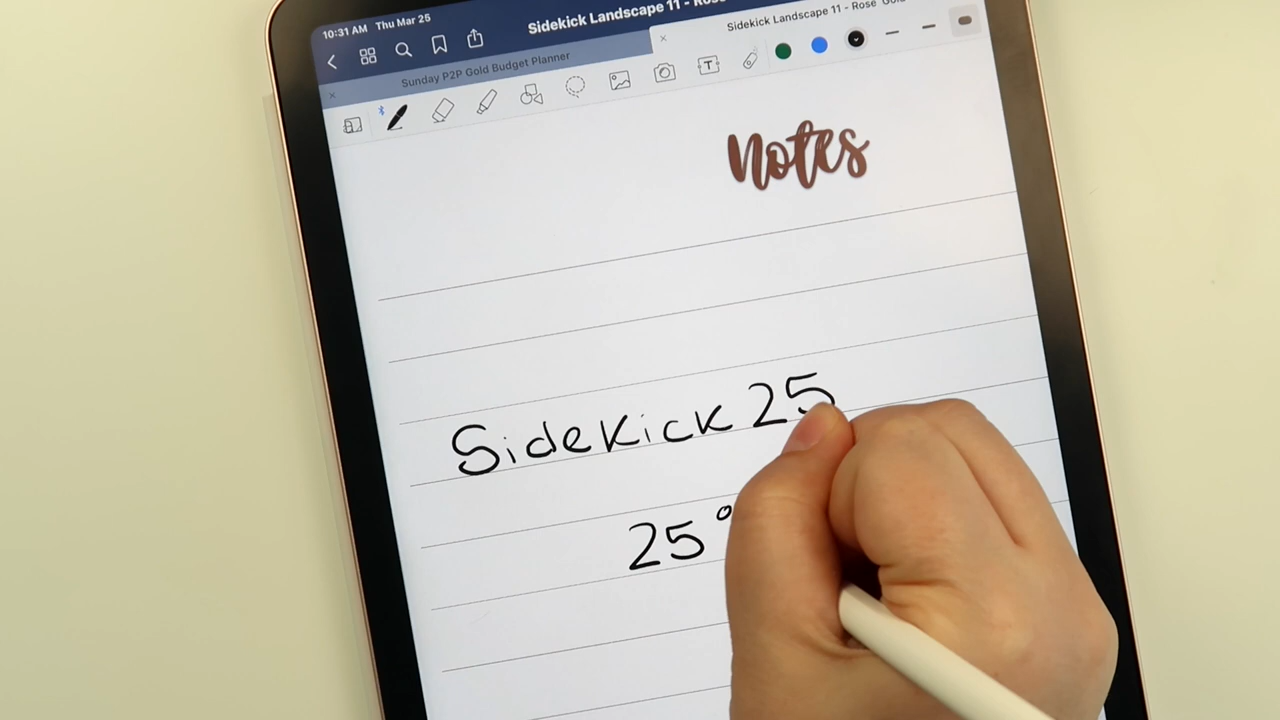 10:31 AM Thu Mar 25
Sidekick Landscape 11 - Rose
Sunday P2P Gold Budget Planner
Sidekick Landscape 11 - Rose Gold
T
Notes
Sidekick 25
25°